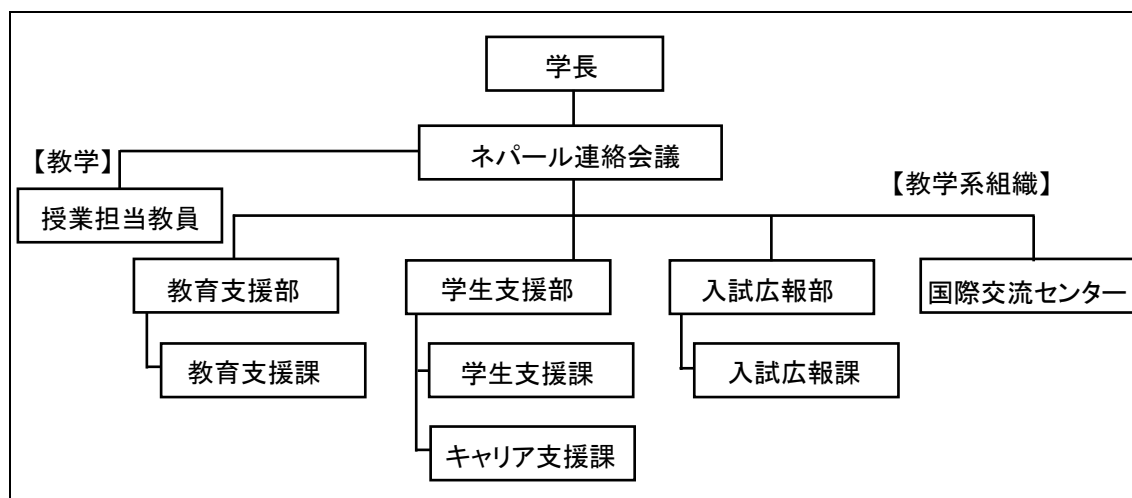 学長
ネパール連絡会議
【教学】
【教学系組織】
授業担当教員
教育支援部
学生支援部
入試広報部
国際交流センター
教育支援課
学生支援課
入試広報課
キャリア支援課